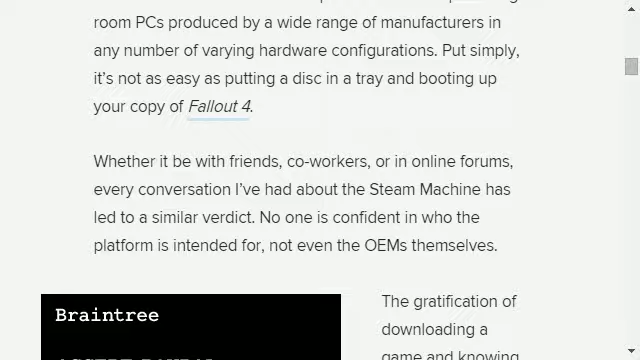 room PCs produced by a wide range of manufacturers in
any number of varying hardware configurations. Put simply,
it's not as easy as putting a disc in a tray and booting up
your copy of Fallout 4.
Whether it be with friends, co-workers, or in online forums,
every conversation I've had about the Steam Machine has
led to a similar verdict. No one is confident in who the
platform is intended for, not even the OEMs themselves.
Braintree
The gratification of
downloading a
game and knowing